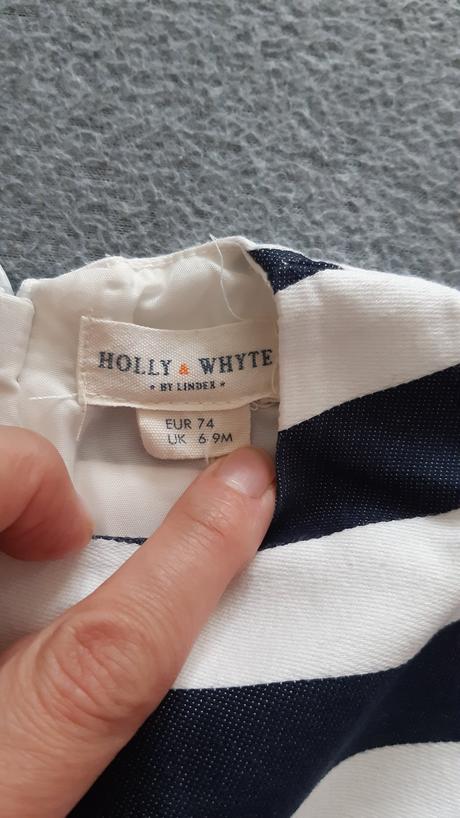 HOLLY & WHYTE
• BY LINDEX •
EUR 74
UK 6-9M